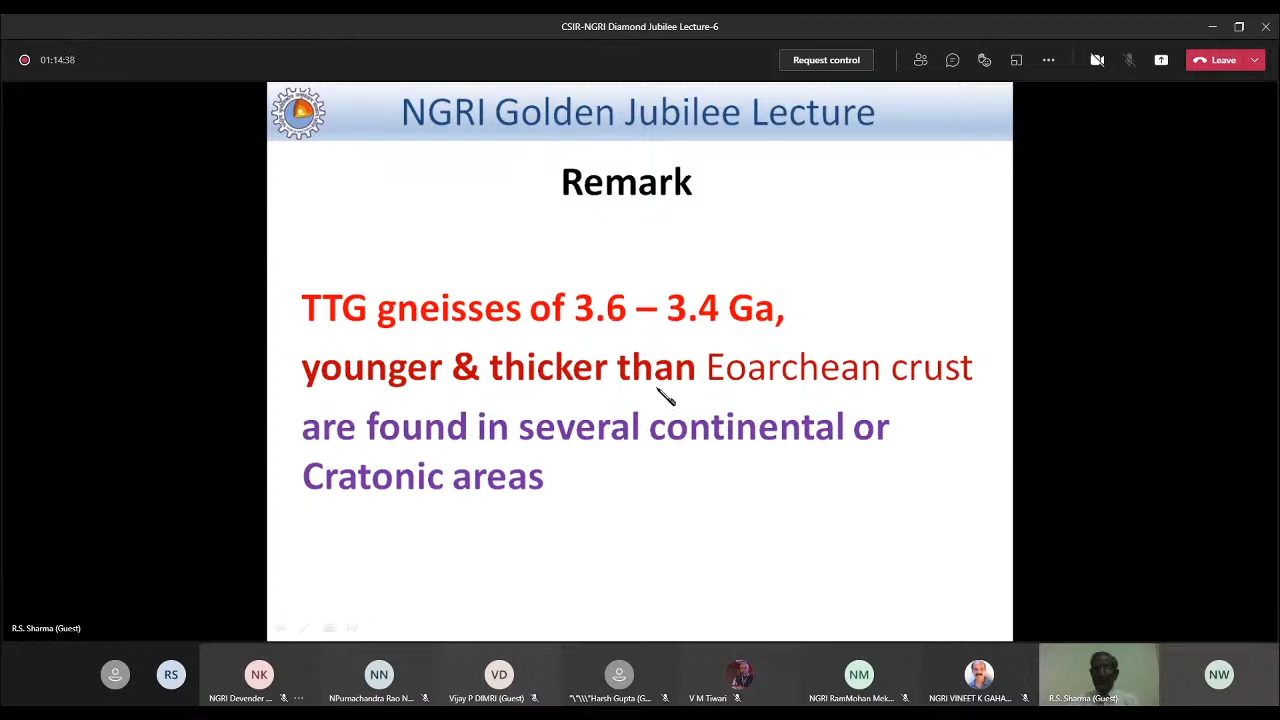 CSIR-NGRI Diamond Jubilee Lecture-6
01:14:38
Request control
Leave
NGRI Golden Jubilee Lecture
Remark
TTG gneisses of 3.6 – 3.4 Ga,
younger & thicker than Eoarchean crust
are found in several continental or
Cratonic areas
R.S. Sharma (Guest)
RS
NK
NN
VD
NM
NW
NGRI Devender ...
NPurnachandra Rao N...
Vijay P DIMRI (Guest)
"\"\\\"Harsh Gupta (G...
V M Tiwari
NGRI RamMohan Mek...
NGRI VINEET K GAHA...
R.S. Sharma (Guest)